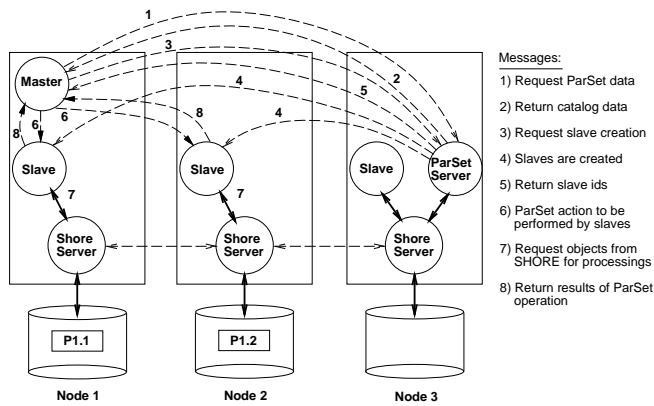 1
3
2
4
5
4
Master
8
6
6
8
Slave
7
Slave
7
Slave
ParSet
Server
Shore
Server
Shore
Server
Shore
Server
P1.1
P1.2
Node 1
Node 2
Node 3
Messages:
1) Request ParSet data
2) Return catalog data
3) Request slave creation
4) Slaves are created
5) Return slave ids
6) ParSet action to be
performed by slaves
7) Request objects from
SHORE for processings
8) Return results of ParSet
operation